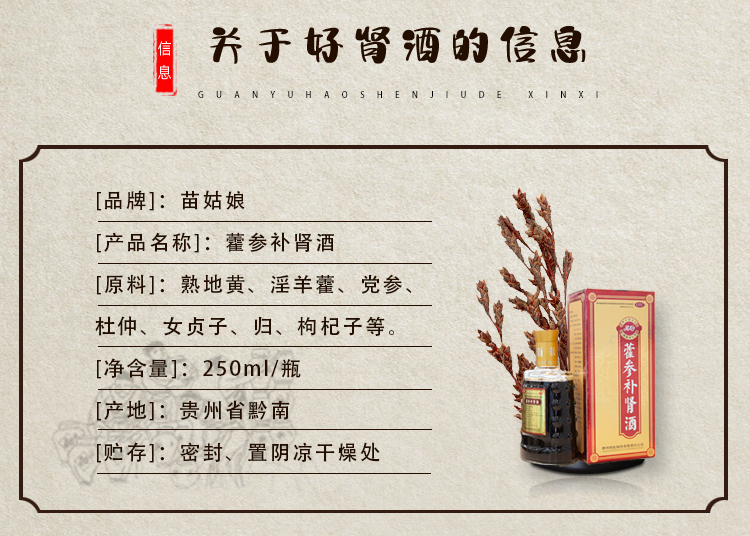 信息
关于好肾酒的信息
GUANYUHAOSHENJIUDE XINXI
[品牌]：苗姑娘
[产品名称]：藿参补肾酒
[原料]：熟地黄、淫羊藿、党参、
杜仲、女贞子、归、枸杞子等。
[净含量]：250ml/瓶
[产地]：贵州省黔南
[贮存]：密封、置阴凉干燥处
藿参补肾酒